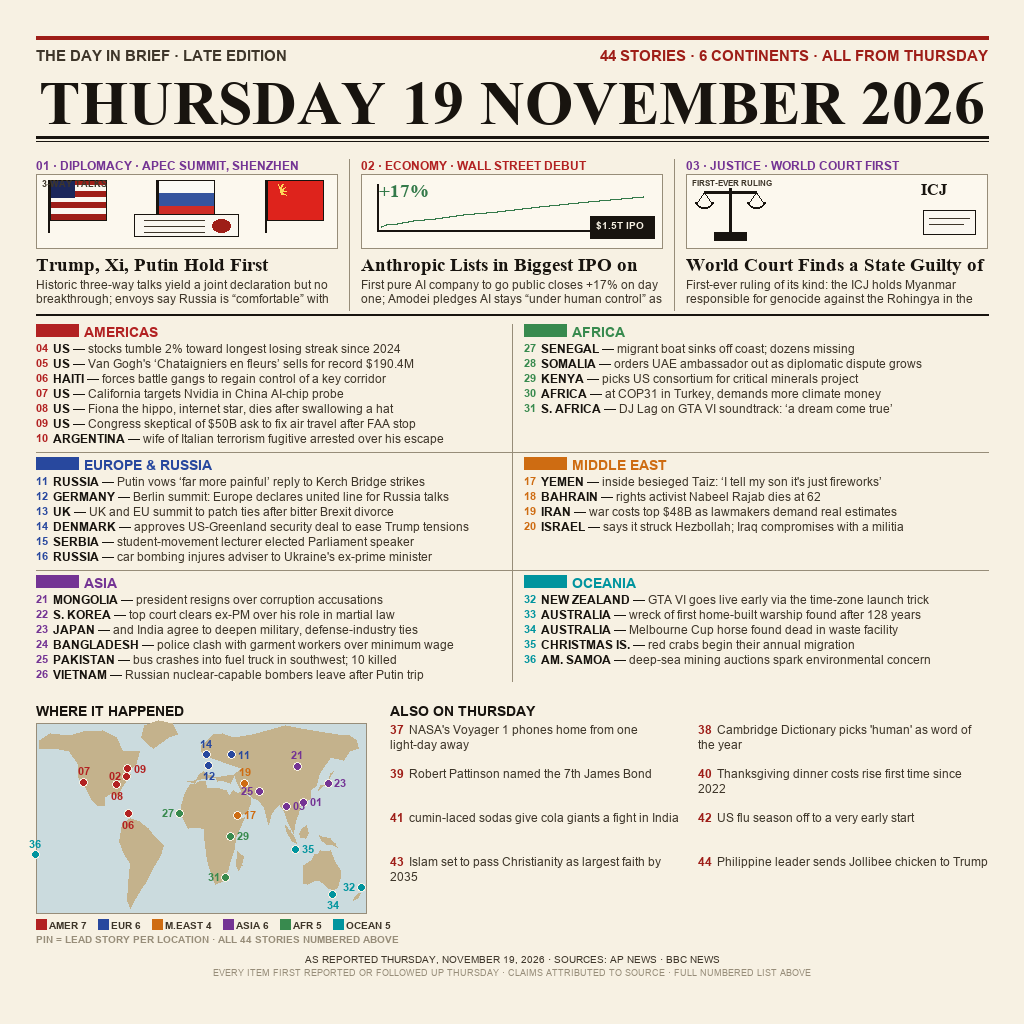 THE DAY IN BRIEF · LATE EDITION
44 STORIES · 6 CONTINENTS · ALL FROM THURSDAY
THURSDAY 19 NOVEMBER 2026
01 · DIPLOMACY · APEC SUMMIT, SHENZHEN
3-WAY TALKS
Trump, Xi, Putin Hold First
Historic three-way talks yield a joint declaration but no
breakthrough; envoys say Russia is “comfortable” with
02 · ECONOMY · WALL STREET DEBUT
+17%
$1.5T IPO
Anthropic Lists in Biggest IPO on
First pure AI company to go public closes +17% on day
one; Amodei pledges AI stays “under human control” as
03 · JUSTICE · WORLD COURT FIRST
FIRST-EVER RULING
ICJ
World Court Finds a State Guilty of
First-ever ruling of its kind: the ICJ holds Myanmar
responsible for genocide against the Rohingya in the
AMERICAS
04 US — stocks tumble 2% toward longest losing streak since 2024
05 US — Van Gogh's ‘Chataigniers en fleurs’ sells for record $190.4M
06 HAITI — forces battle gangs to regain control of a key corridor
07 US — California targets Nvidia in China AI-chip probe
08 US — Fiona the hippo, internet star, dies after swallowing a hat
09 US — Congress skeptical of $50B ask to fix air travel after FAA stop
10 ARGENTINA — wife of Italian terrorism fugitive arrested over his escape
AFRICA
27 SENEGAL — migrant boat sinks off coast; dozens missing
28 SOMALIA — orders UAE ambassador out as diplomatic dispute grows
29 KENYA — picks US consortium for critical minerals project
30 AFRICA — at COP31 in Turkey, demands more climate money
31 S. AFRICA — DJ Lag on GTA VI soundtrack: ‘a dream come true’
EUROPE & RUSSIA
11 RUSSIA — Putin vows ‘far more painful’ reply to Kerch Bridge strikes
12 GERMANY — Berlin summit: Europe declares united line for Russia talks
13 UK — UK and EU summit to patch ties after bitter Brexit divorce
14 DENMARK — approves US-Greenland security deal to ease Trump tensions
15 SERBIA — student-movement lecturer elected Parliament speaker
16 RUSSIA — car bombing injures adviser to Ukraine's ex-prime minister
MIDDLE EAST
17 YEMEN — inside besieged Taiz: ‘I tell my son it's just fireworks’
18 BAHRAIN — rights activist Nabeel Rajab dies at 62
19 IRAN — war costs top $48B as lawmakers demand real estimates
20 ISRAEL — says it struck Hezbollah; Iraq compromises with a militia
ASIA
21 MONGOLIA — president resigns over corruption accusations
22 S. KOREA — top court clears ex-PM over his role in martial law
23 JAPAN — and India agree to deepen military, defense-industry ties
24 BANGLADESH — police clash with garment workers over minimum wage
25 PAKISTAN — bus crashes into fuel truck in southwest; 10 killed
26 VIETNAM — Russian nuclear-capable bombers leave after Putin trip
OCEANIA
32 NEW ZEALAND — GTA VI goes live early via the time-zone launch trick
33 AUSTRALIA — wreck of first home-built warship found after 128 years
34 AUSTRALIA — Melbourne Cup horse found dead in waste facility
35 CHRISTMAS IS. — red crabs begin their annual migration
36 AM. SAMOA — deep-sea mining auctions spark environmental concern
WHERE IT HAPPENED
14
11
21
07
02
09
12
19
25
23
08
03
01
06
27
17
29
36
35
31
32
34
AMER 7
EUR 6
M.EAST 4
ASIA 6
AFR 5
OCEAN 5
PIN = LEAD STORY PER LOCATION · ALL 44 STORIES NUMBERED ABOVE
ALSO ON THURSDAY
37 NASA's Voyager 1 phones home from one
light-day away
38 Cambridge Dictionary picks 'human' as word of
the year
39 Robert Pattinson named the 7th James Bond
40 Thanksgiving dinner costs rise first time since
2022
41 cumin-laced sodas give cola giants a fight in India
42 US flu season off to a very early start
43 Islam set to pass Christianity as largest faith by
2035
44 Philippine leader sends Jollibee chicken to Trump
AS REPORTED THURSDAY, NOVEMBER 19, 2026 · SOURCES: AP NEWS · BBC NEWS
EVERY ITEM FIRST REPORTED OR FOLLOWED UP THURSDAY · CLAIMS ATTRIBUTED TO SOURCE · FULL NUMBERED LIST ABOVE